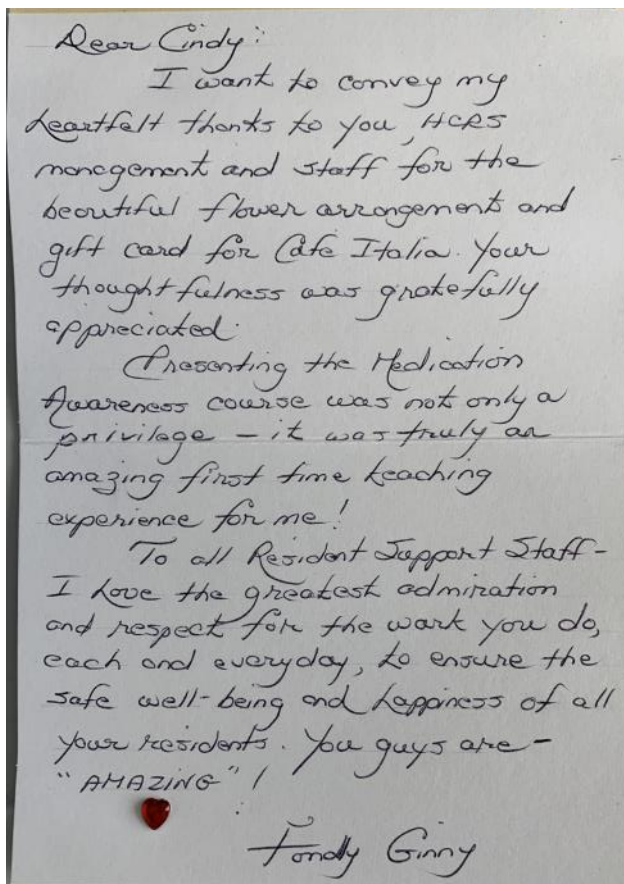 Dear Cindy:
I want to convey my
heartfelt thanks to you, HCRS
management and staff for the
beautiful flower arrangement and
gift card for Cafe Italia. Your
thoughtfulness was gratefully
appreciated.
Presenting the Medication
Awareness course was not only a
privilage – it was truly an
amazing first time teaching
experience for me!
To all Resident Support Staff –
I have the greatest admiration
and respect for the work you do,
each and everyday, to ensure the
safe well-being and happiness of all
your residents. You guys are –
"AMAZING"!
Fondly Ginny